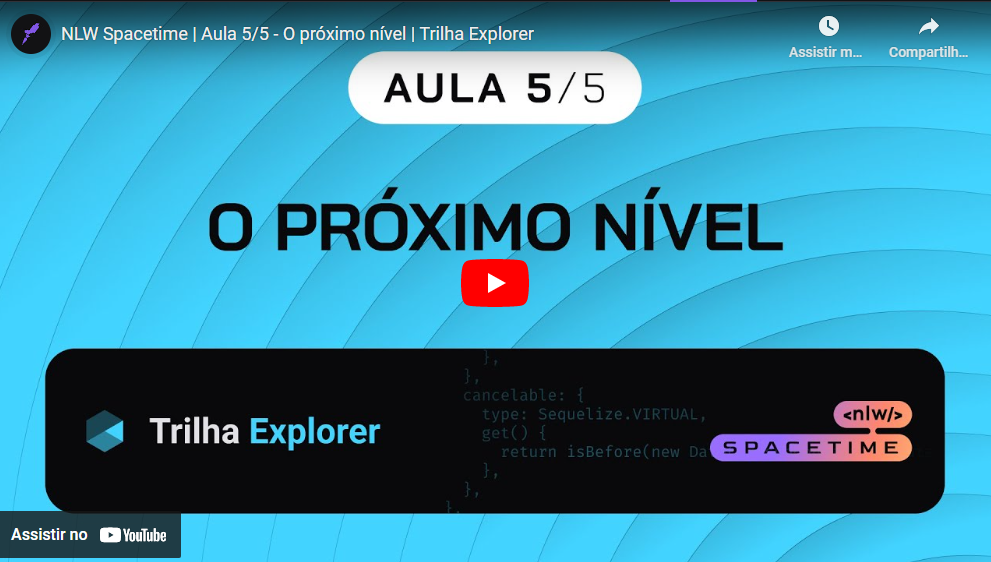 NLW Spacetime | Aula 5/5 - O próximo nível | Trilha Explorer
Assistir m...
Compartilh...
AULA 5/5
O PRÓXIMO NÍVEL
},
},
cancelable: {
type: Sequelize.VIRTUAL,
get() {
return isBefore(new Da
},
},
},
Trilha Explorer
<nlw/>
SPACETIME
Assistir no YouTube